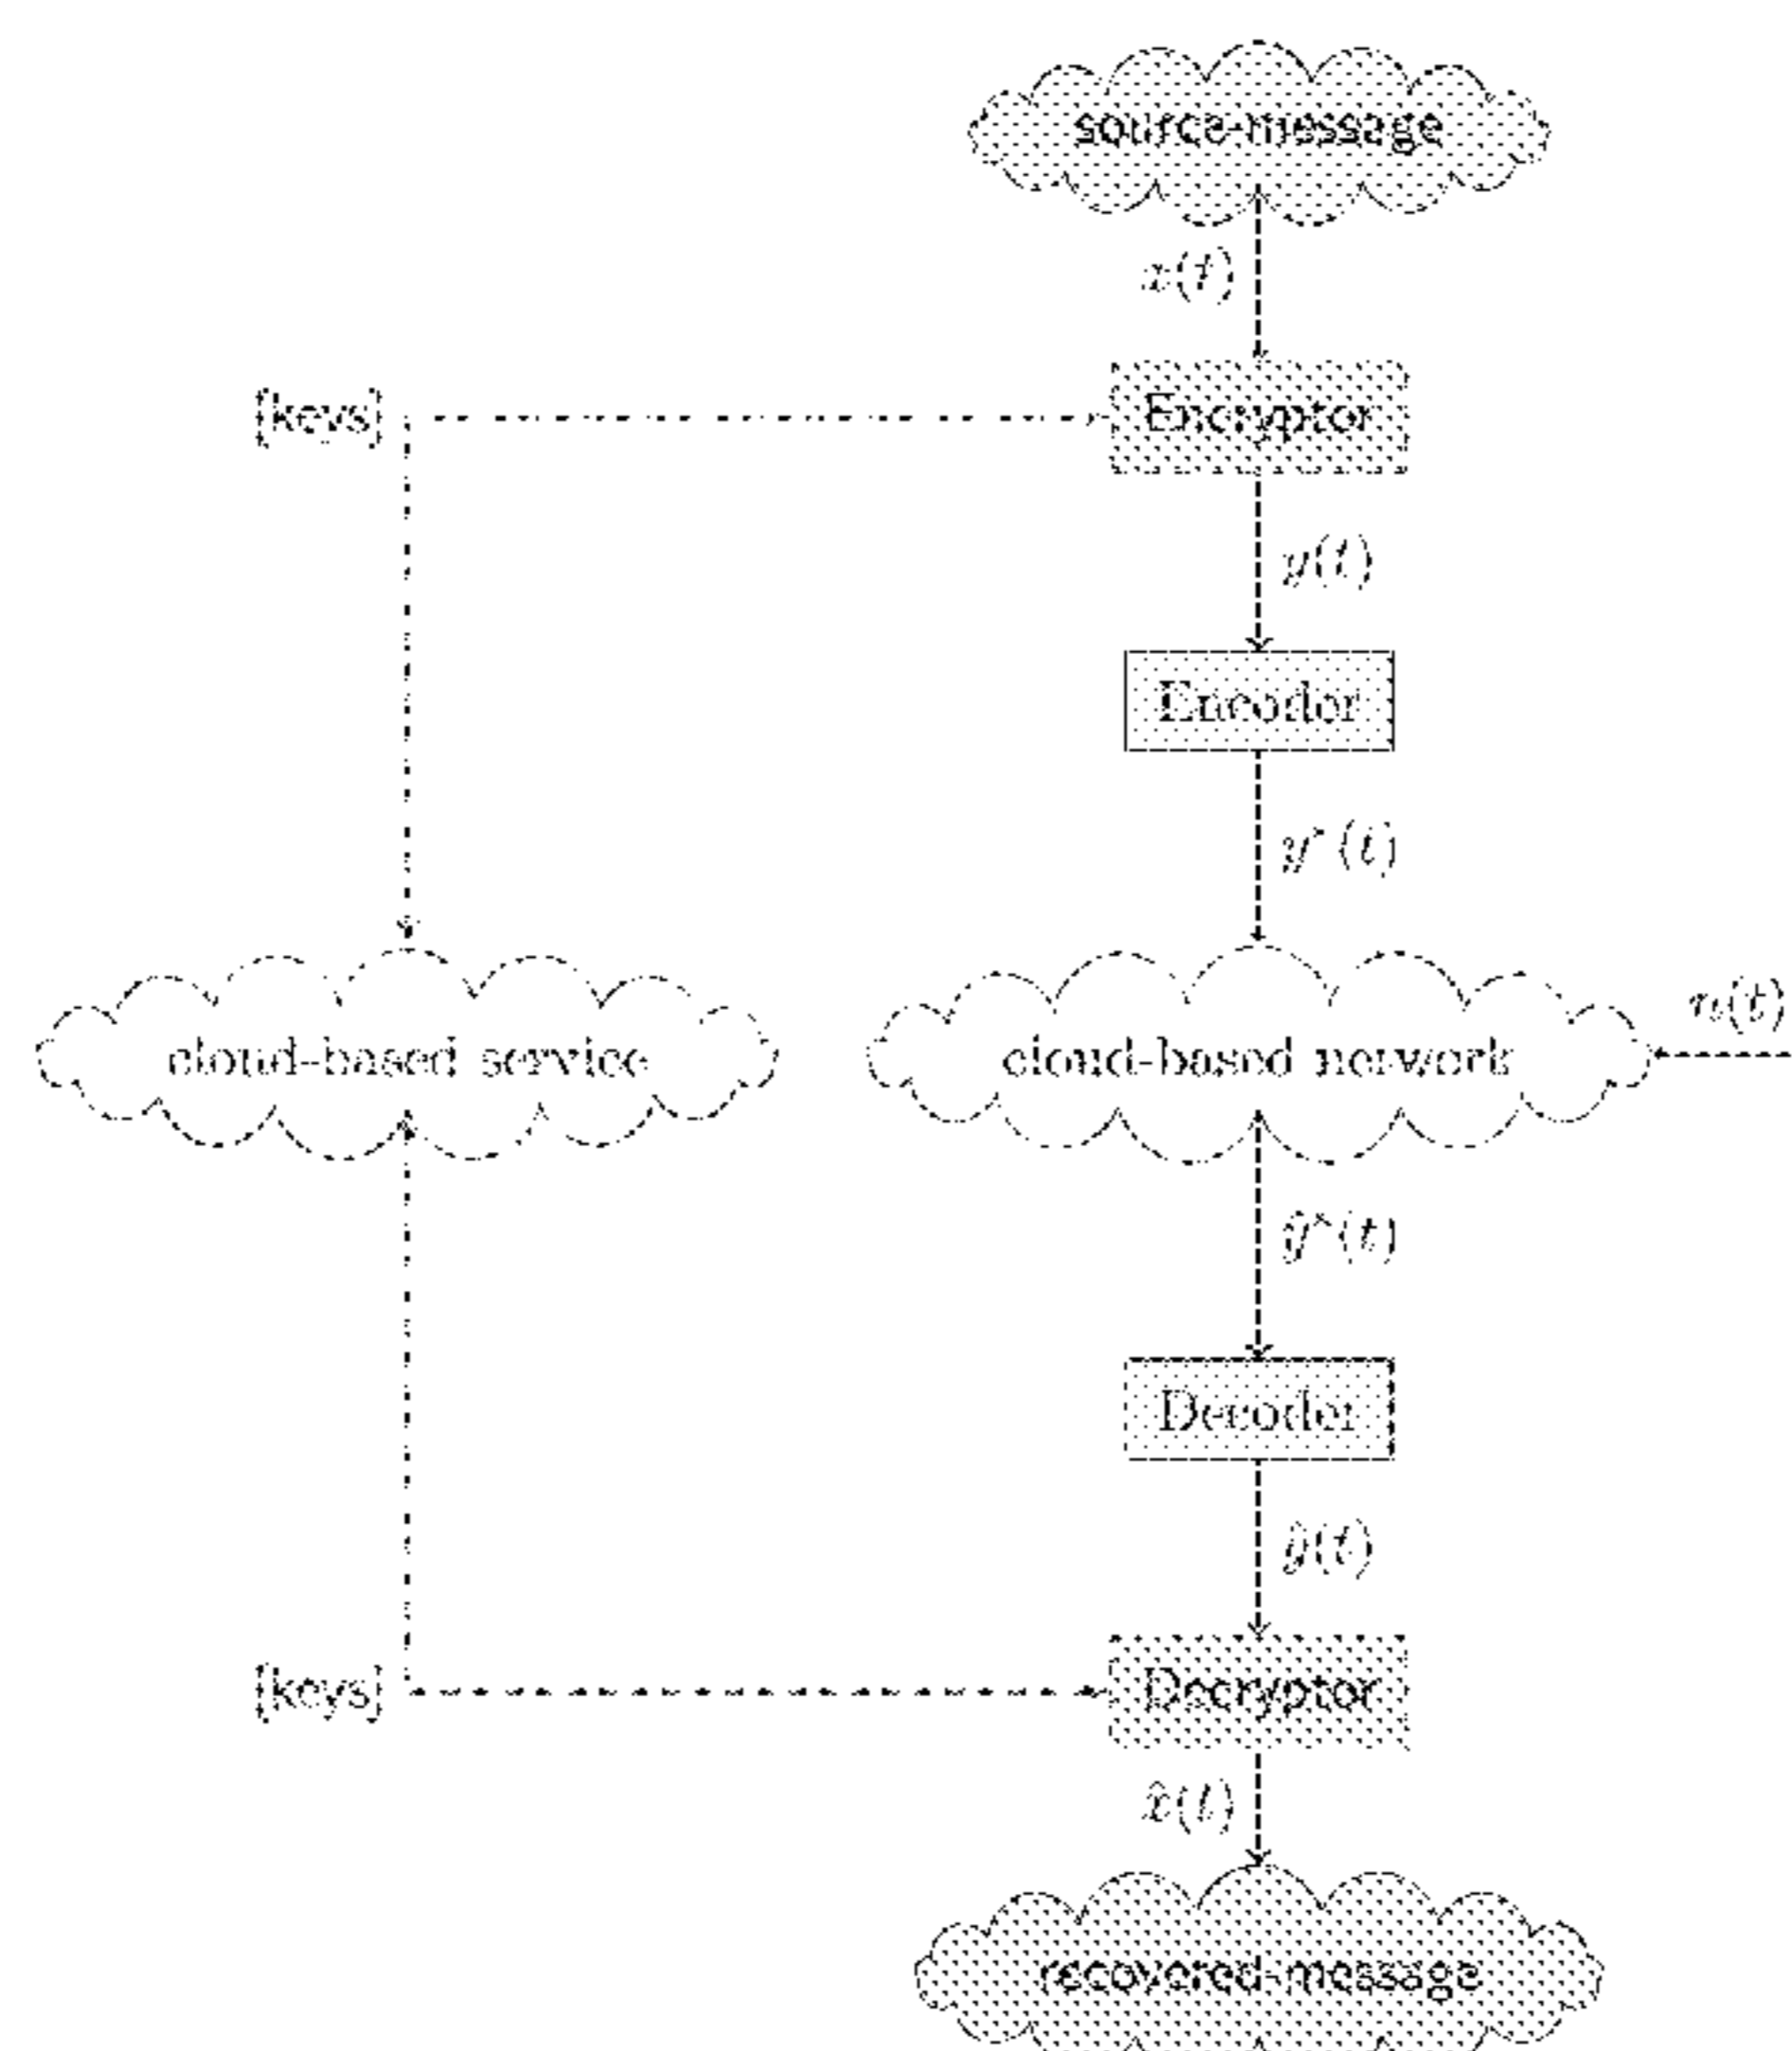 source-message
x(t)
[keys]
Encryptor
y(t)
Encoder
y*(t)
cloud-based service
cloud-based network
n(t)
ŷ*(t)
Decoder
ŷ(t)
[keys]
Decryptor
x̂(t)
recovered-message